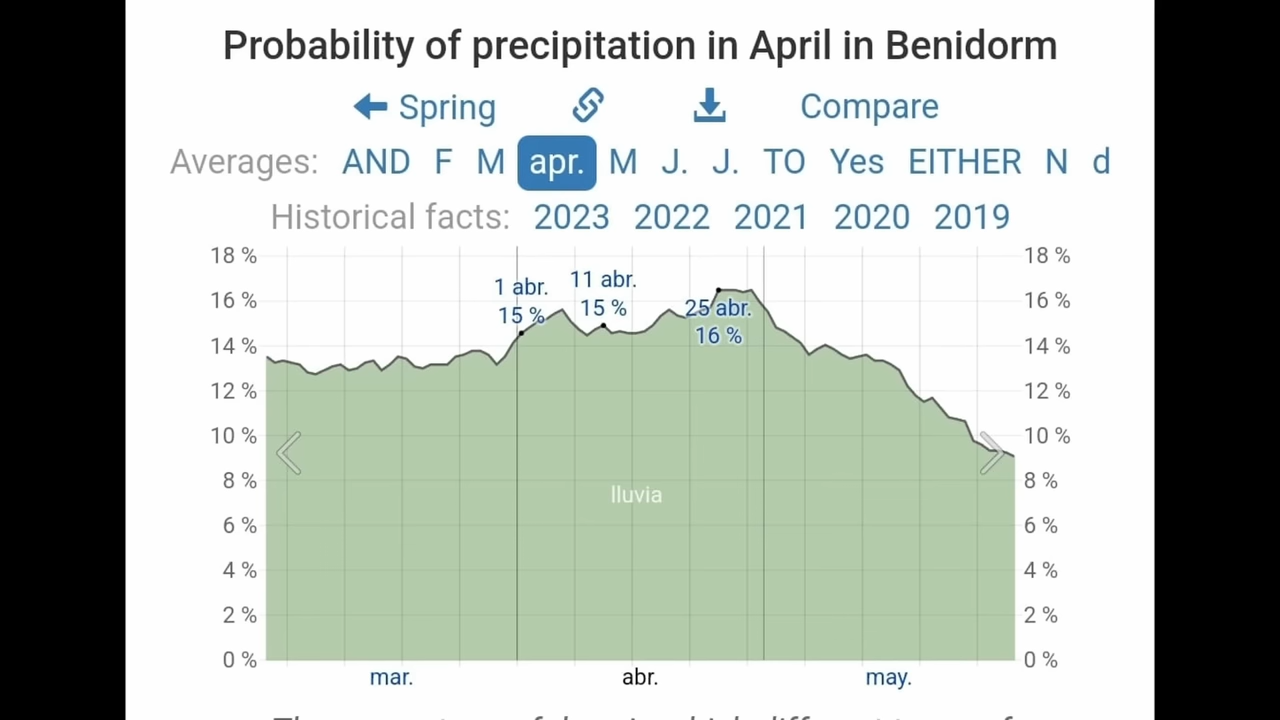 Probability of precipitation in April in Benidorm
Spring Compare
Averages: AND F M apr. M J. J. TO Yes EITHER N d
Historical facts: 2023 2022 2021 2020 2019
18 % 18 %
1 abr. 11 abr.
16 % 15 % 15 % 25 abr. 16 %
16 %
14 % 14 %
12 % 12 %
10 % 10 %
8 % 8 %
lluvia
6 % 6 %
4 % 4 %
2 % 2 %
0 % 0 %
mar. abr. may.